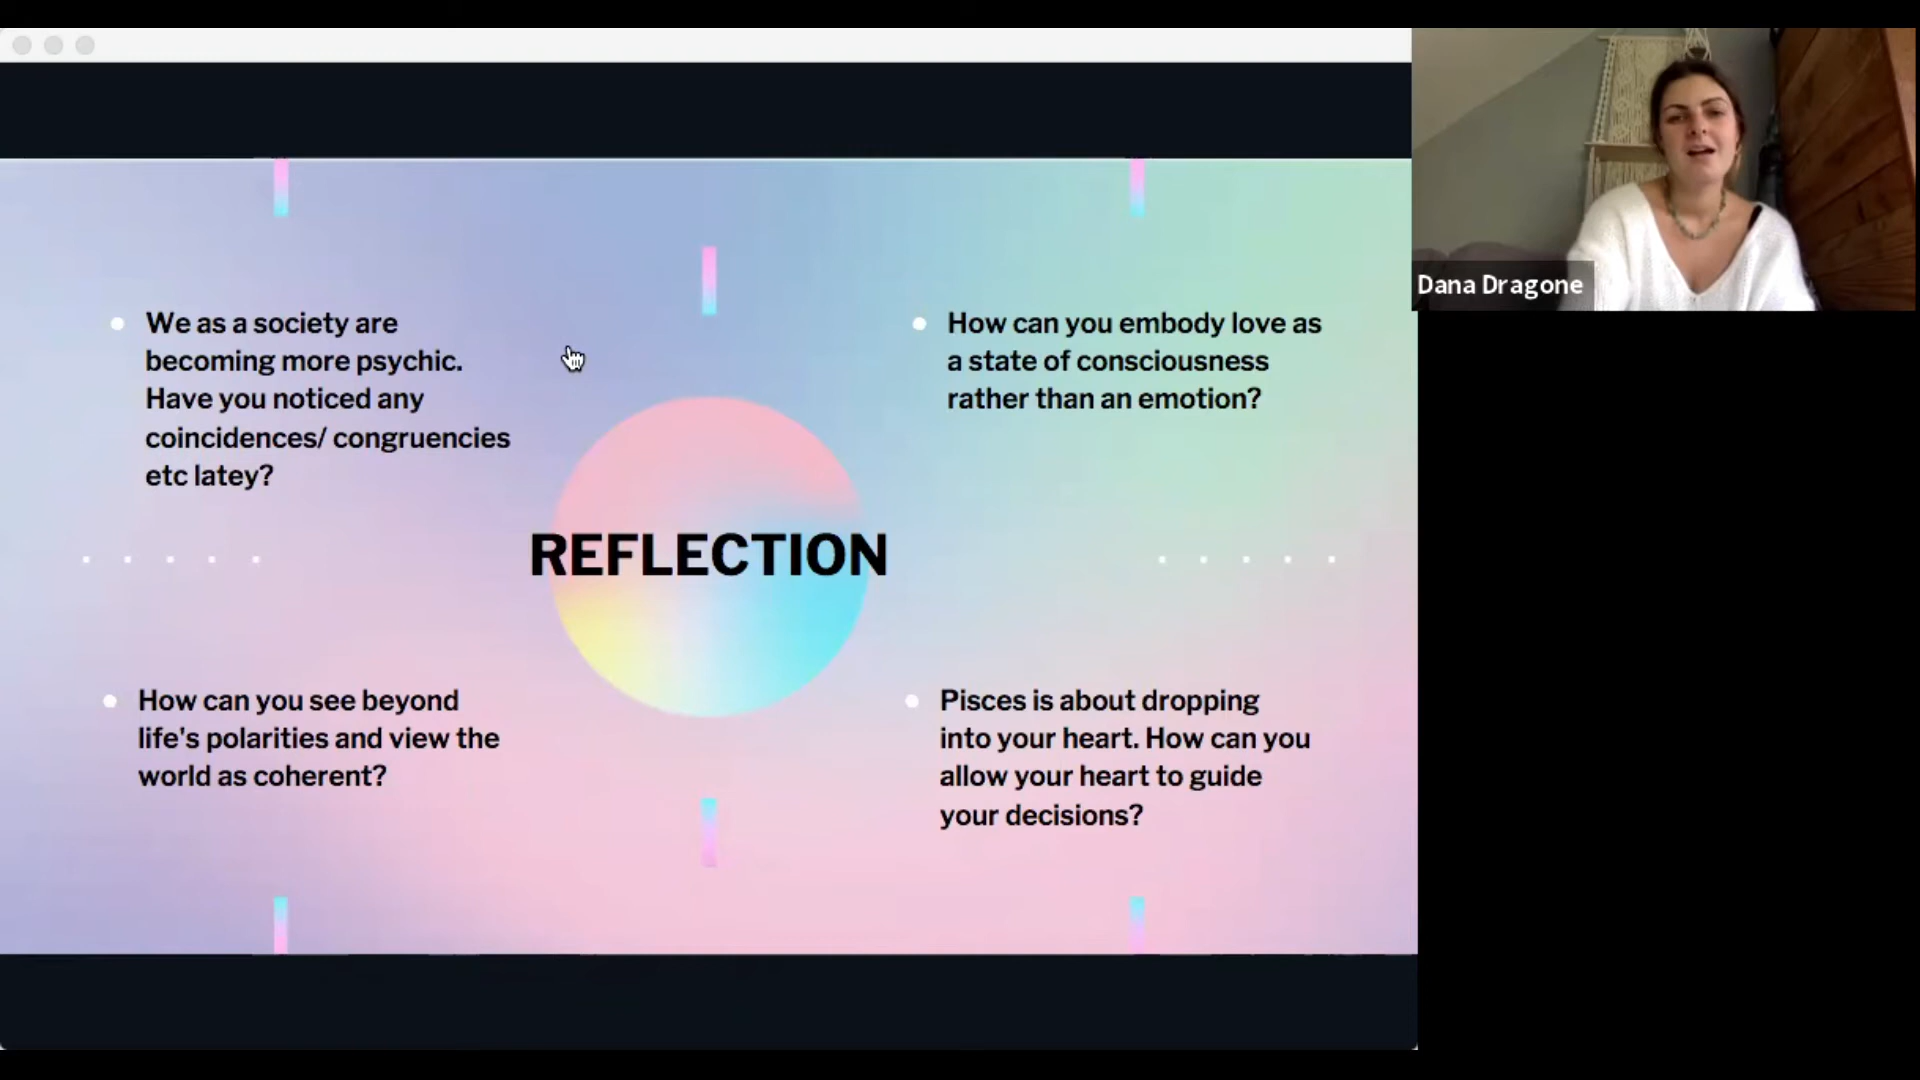 We as a society are
becoming more psychic.
Have you noticed any
coincidences/ congruencies
etc latey?
How can you embody love as
a state of consciousness
rather than an emotion?
REFLECTION
How can you see beyond
life's polarities and view the
world as coherent?
Pisces is about dropping
into your heart. How can you
allow your heart to guide
your decisions?
Dana Dragone